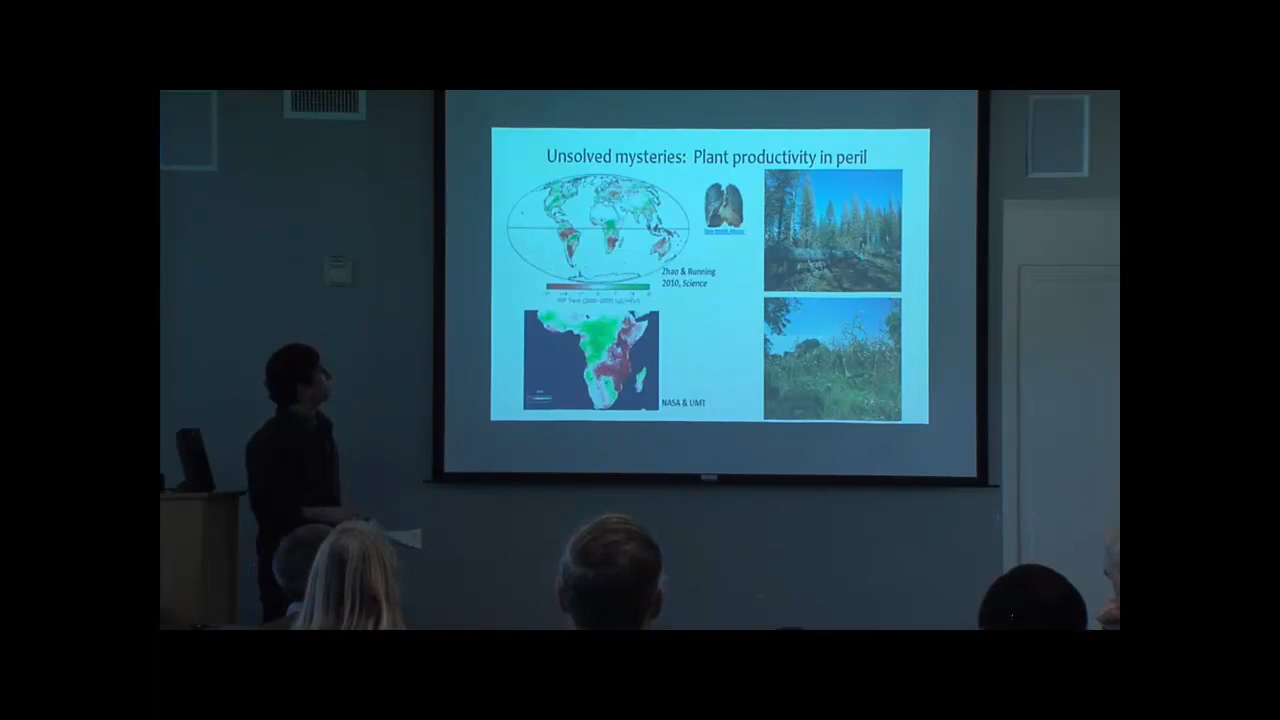 Unsolved mysteries: Plant productivity in peril
Zhao & Running
2010, Science
NASA & UMT